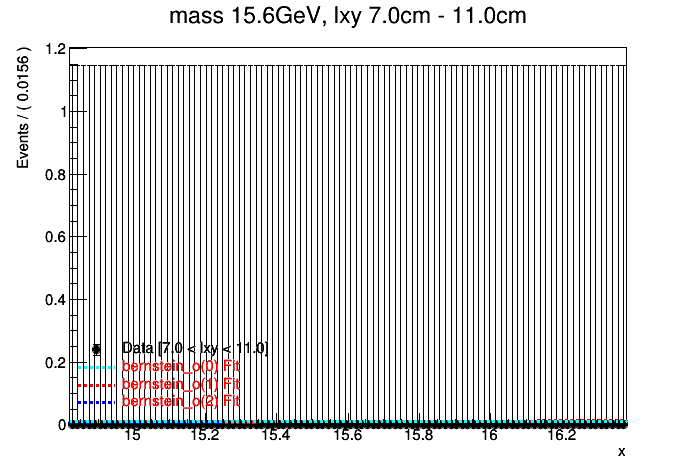 mass 15.6GeV, lxy 7.0cm - 11.0cm
Events / ( 0.0156 )
1.2
1
0.8
0.6
0.4
0.2
0
Data [7.0 < lxy < 11.0]
bernstein_o(0) Fit
bernstein_o(1) Fit
bernstein_o(2) Fit
15 15.2 15.4 15.6 15.8 16 16.2
x